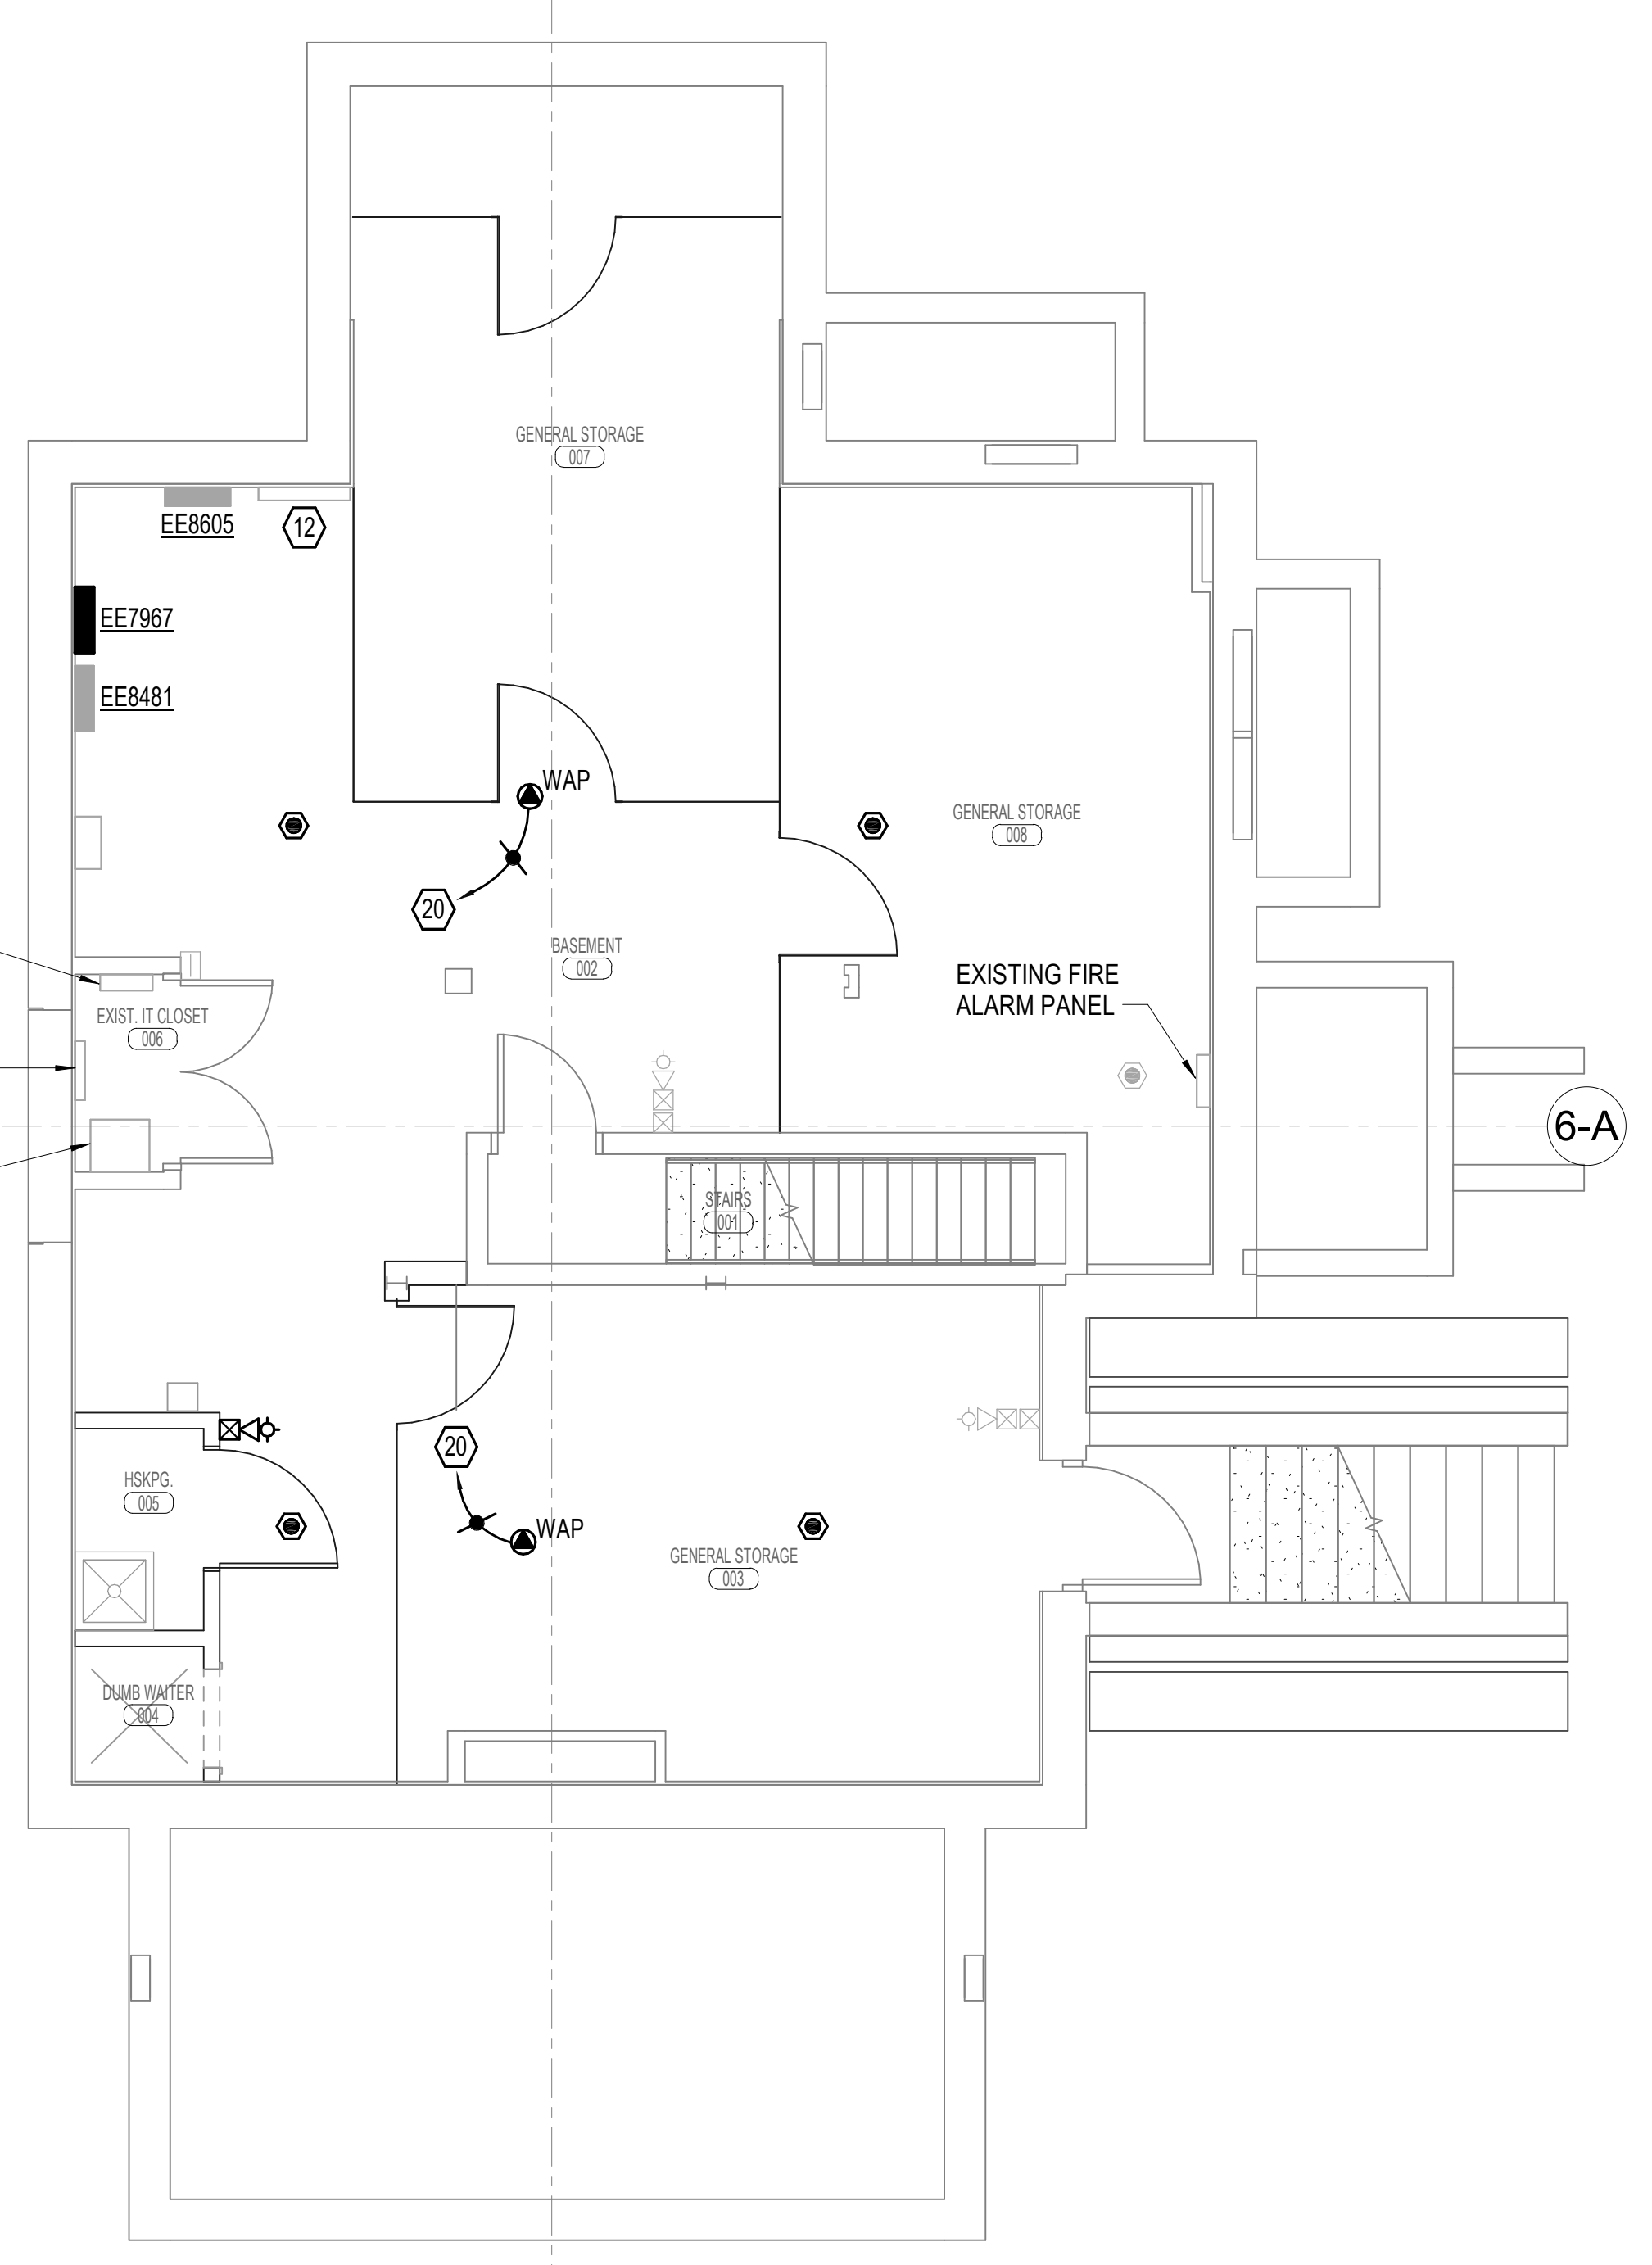 GENERAL STORAGE
007
EE8605
12
EE7967
EE8481
WAP
GENERAL STORAGE
008
20
BASEMENT
002
EXISTING FIRE
ALARM PANEL
EXIST. IT CLOSET
006
6-A
STAIRS
001
20
HSKPG.
005
WAP
GENERAL STORAGE
003
DUMB WAITER
004